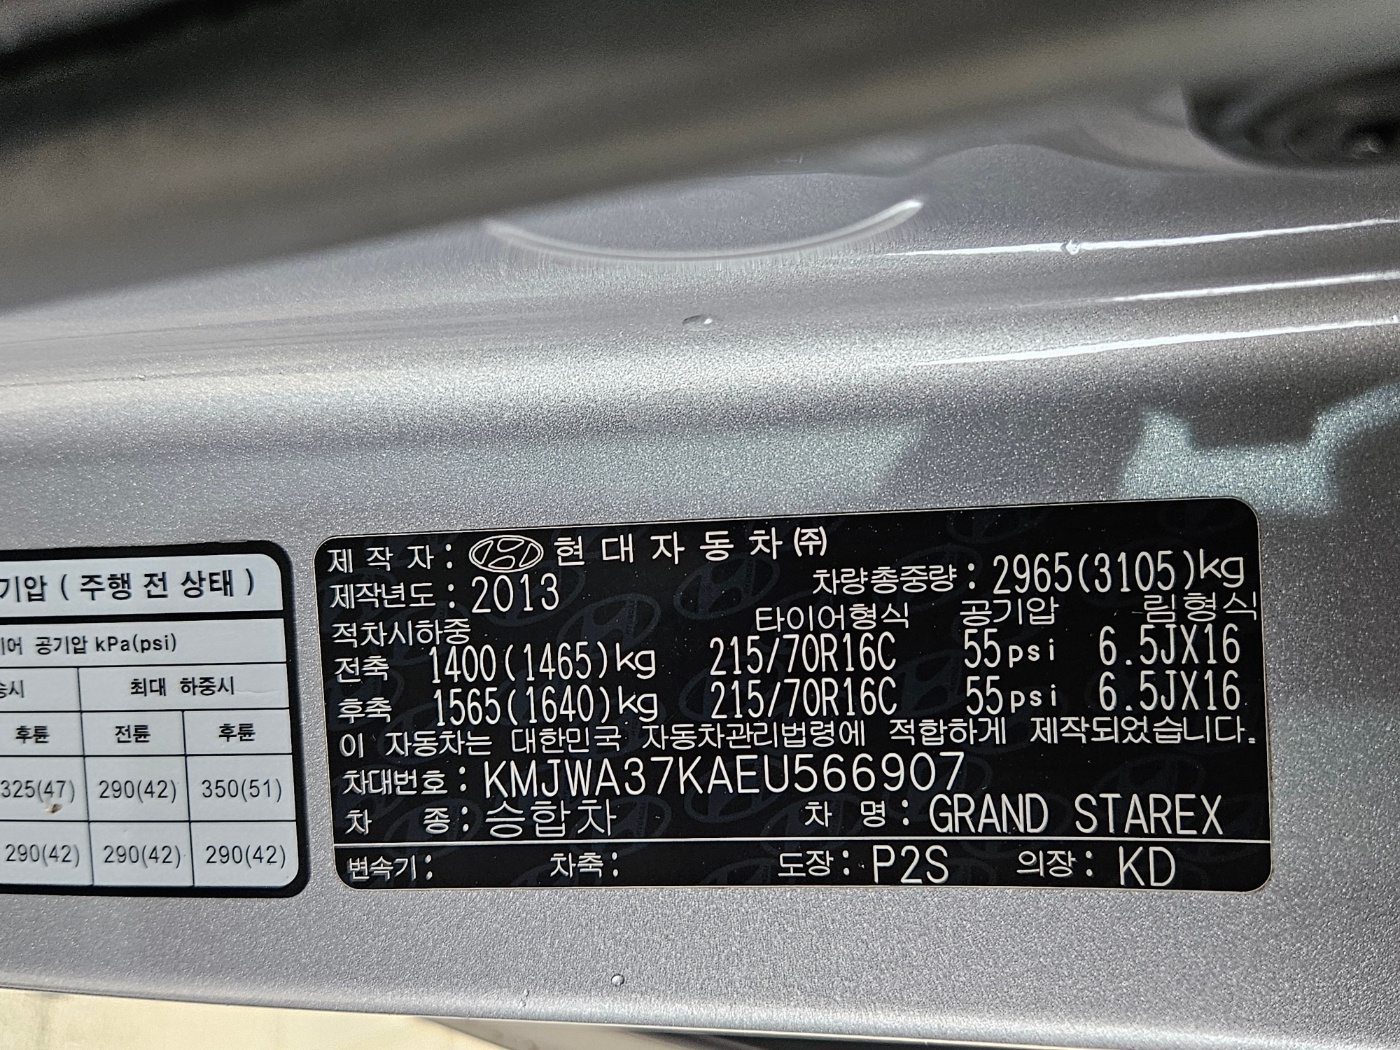 기압 ( 주행 전 상태 )
이어 공기압 kPa(psi)
승시 최대 하중시
후륜 전륜 후륜
325(47) 290(42) 350(51)
290(42) 290(42) 290(42)
제 작 자 : 현 대 자 동 차 ㈜
제작년도 : 2013 차량총중량 : 2965(3105)kg
적차시하중 타이어형식 공기압 림형식
전축 1400(1465)kg 215/70R16C 55psi 6.5JX16
후축 1565(1640)kg 215/70R16C 55psi 6.5JX16
이 자동차는 대한민국 자동차관리법령에 적합하게 제작되었습니다.
차대번호 : KMJWA37KAEU566907
차 종 : 승합차 차 명 : GRAND STAREX
변속기 : 차축 : 도장 : P2S 의장 : KD